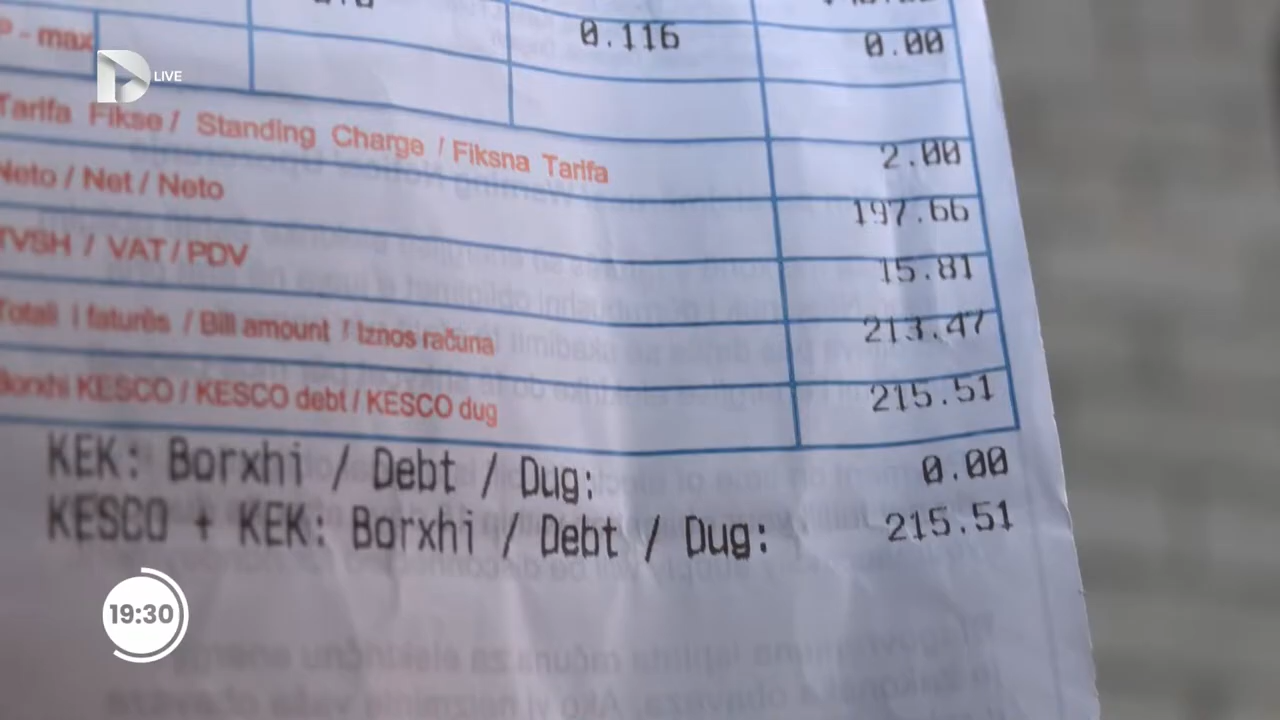 0.116 0.00
P - max
LIVE
Tarifa Fikse / Standing Charge / Fiksna Tarifa 2.00
Neto / Net / Neto 197.66
TVSH / VAT / PDV 15.81
Totali i faturës / Bill amount / Iznos računa 213.47
Borxhi KESCO / KESCO debt / KESCO dug 215.51
KEK: Borxhi / Debt / Dug: 0.00
KESCO + KEK: Borxhi / Debt / Dug: 215.51
19:30